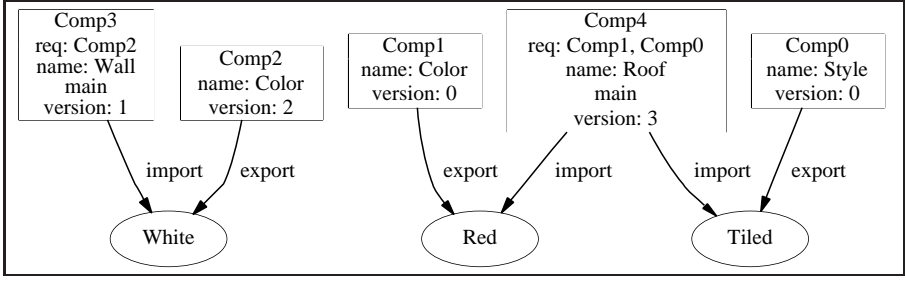 Comp3
req: Comp2
name: Wall
main
version: 1
Comp2
name: Color
version: 2
Comp1
name: Color
version: 0
Comp4
req: Comp1, Comp0
name: Roof
main
version: 3
Comp0
name: Style
version: 0
import
export
export
import
import
export
White
Red
Tiled